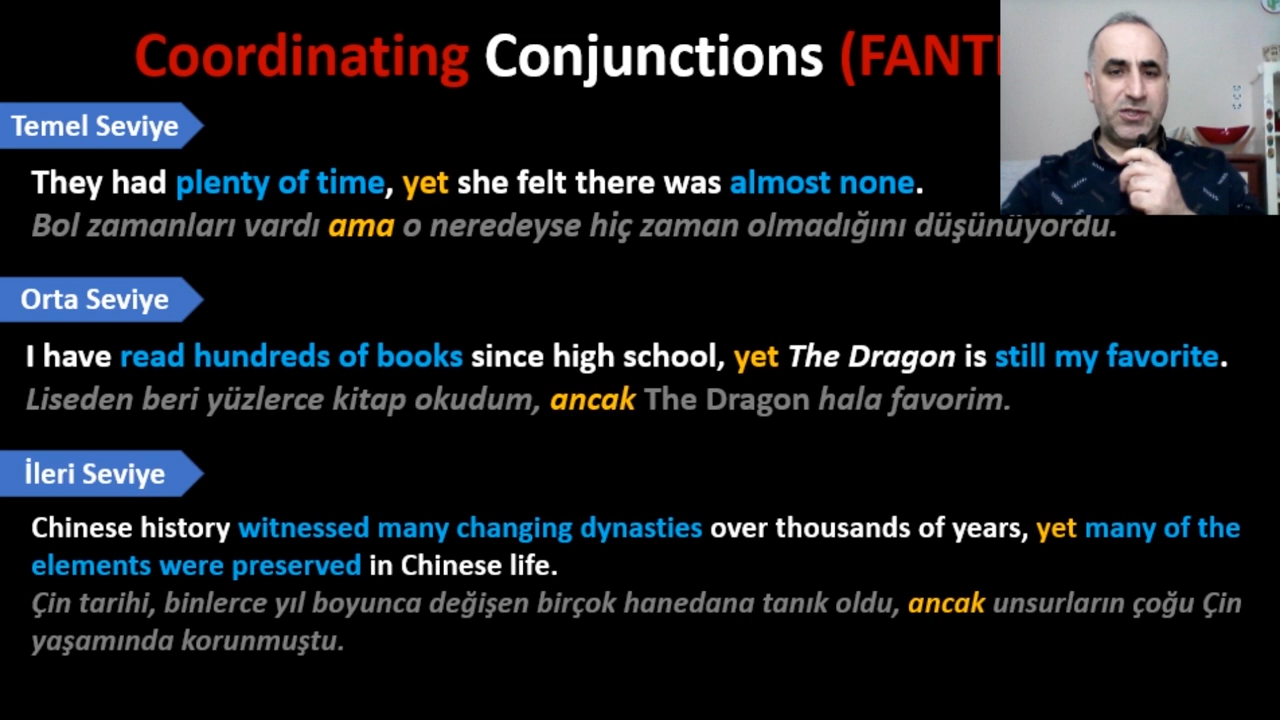 Coordinating Conjunctions (FANT
Temel Seviye
They had plenty of time, yet she felt there was almost none.
Bol zamanları vardı ama o neredeyse hiç zaman olmadığını düşünüyordu.
Orta Seviye
I have read hundreds of books since high school, yet The Dragon is still my favorite.
Liseden beri yüzlerce kitap okudum, ancak The Dragon hala favorim.
İleri Seviye
Chinese history witnessed many changing dynasties over thousands of years, yet many of the
elements were preserved in Chinese life.
Çin tarihi, binlerce yıl boyunca değişen birçok hanedana tanık oldu, ancak unsurların çoğu Çin
yaşamında korunmuştu.